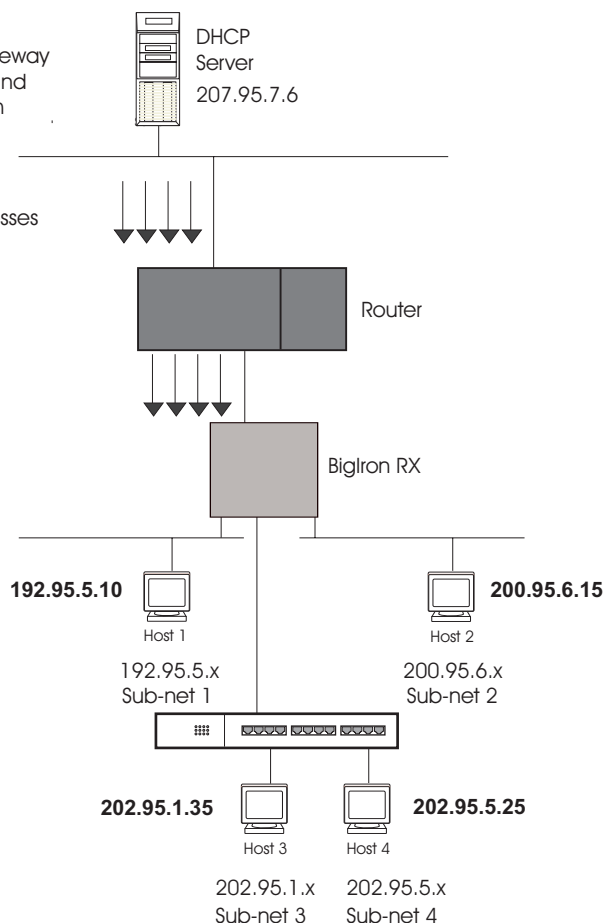 DHCP
Server
207.95.7.6
eway
nd
n
sses
Router
BigIron RX
192.95.5.10
Host 1
192.95.5.x
Sub-net 1
200.95.6.15
Host 2
200.95.6.x
Sub-net 2
202.95.1.35
Host 3
202.95.1.x
Sub-net 3
202.95.5.25
Host 4
202.95.5.x
Sub-net 4